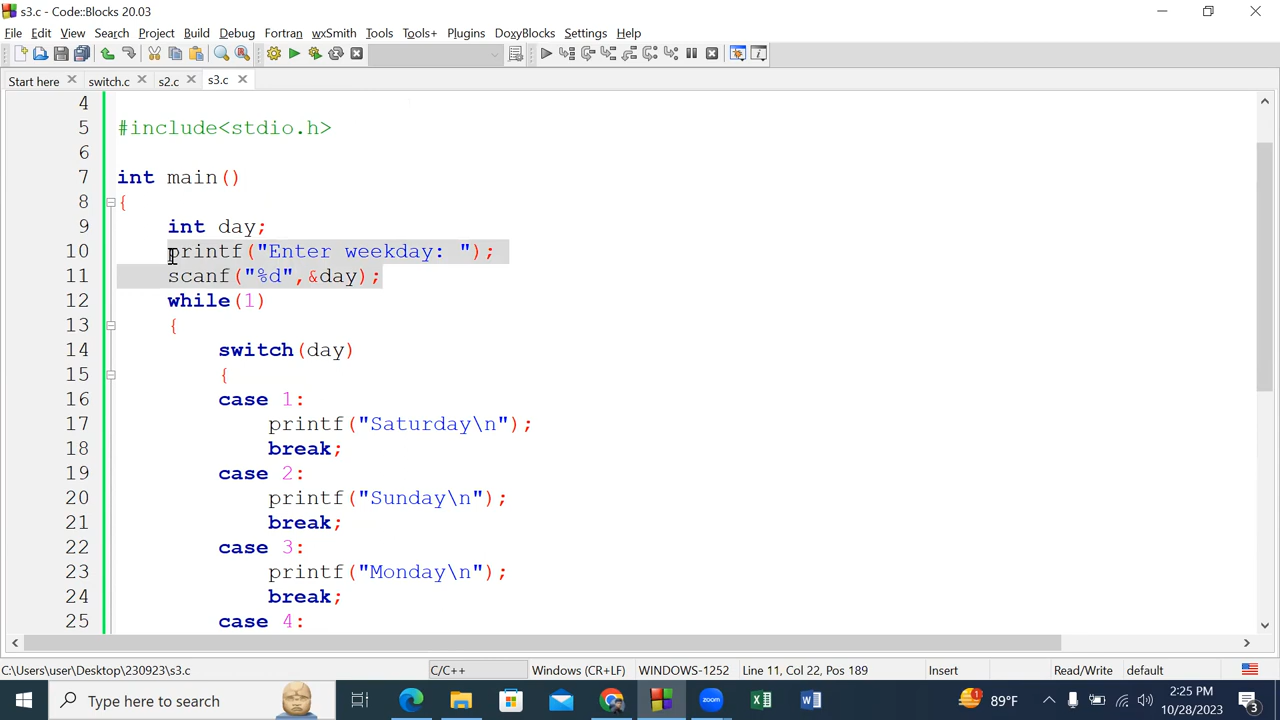 s3.c - Code::Blocks 20.03
File Edit View Search Project Build Debug Fortran wxSmith Tools Tools+ Plugins DoxyBlocks Settings Help
Start here switch.c s2.c s3.c
4
5 #include<stdio.h>
6
7 int main()
8 {
9 int day;
10 printf("Enter weekday: ");
11 scanf("%d",&day);
12 while(1)
13 {
14 switch(day)
15 {
16 case 1:
17 printf("Saturday\n");
18 break;
19 case 2:
20 printf("Sunday\n");
21 break;
22 case 3:
23 printf("Monday\n");
24 break;
25 case 4:
C:\Users\user\Desktop\230923\s3.c C/C++ Windows (CR+LF) WINDOWS-1252 Line 11, Col 22, Pos 189 Insert Read/Write default
Type here to search zoom 1 89°F 2:25 PM
10/28/2023 3